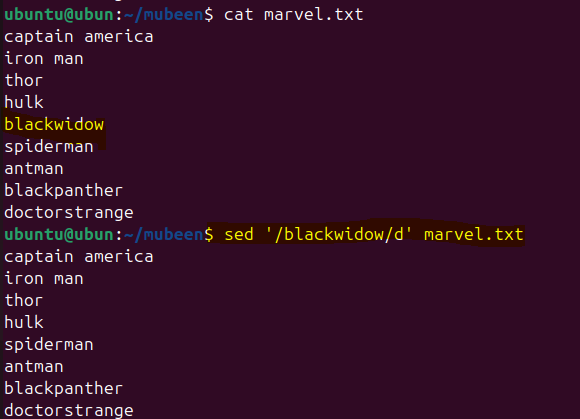 ubuntu@ubun:~/mubeen$ cat marvel.txt
captain america
iron man
thor
hulk
blackwidow
spiderman
antman
blackpanther
doctorstrange
ubuntu@ubun:~/mubeen$ sed '/blackwidow/d' marvel.txt
captain america
iron man
thor
hulk
spiderman
antman
blackpanther
doctorstrange